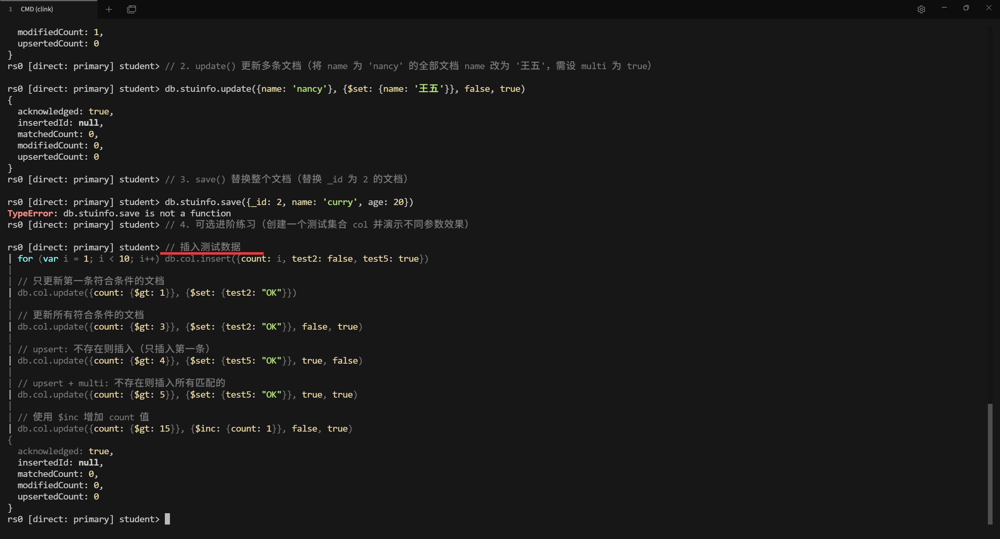 1 CMD (clink)
  modifiedCount: 1,
  upsertedCount: 0
}
rs0 [direct: primary] student> // 2. update() 更新多条文档（将 name 为 'nancy' 的全部文档 name 改为 '王五'，需设 multi 为 true）
rs0 [direct: primary] student> db.stuinfo.update({name: 'nancy'}, {$set: {name: '王五'}}, false, true)
{
  acknowledged: true,
  insertedId: null,
  matchedCount: 0,
  modifiedCount: 0,
  upsertedCount: 0
}
rs0 [direct: primary] student> // 3. save() 替换整个文档（替换 _id 为 2 的文档）
rs0 [direct: primary] student> db.stuinfo.save({_id: 2, name: 'curry', age: 20})
TypeError: db.stuinfo.save is not a function
rs0 [direct: primary] student> // 4. 可选进阶练习（创建一个测试集合 col 并演示不同参数效果）
rs0 [direct: primary] student> // 插入测试数据
| for (var i = 1; i < 10; i++) db.col.insert({count: i, test2: false, test5: true})
|
| // 只更新第一条符合条件的文档
| db.col.update({count: {$gt: 1}}, {$set: {test2: "OK"}})
|
| // 更新所有符合条件的文档
| db.col.update({count: {$gt: 3}}, {$set: {test2: "OK"}}, false, true)
|
| // upsert: 不存在则插入（只插入第一条）
| db.col.update({count: {$gt: 4}}, {$set: {test5: "OK"}}, true, false)
|
| // upsert + multi: 不存在则插入所有匹配的
| db.col.update({count: {$gt: 5}}, {$set: {test5: "OK"}}, true, true)
|
| // 使用 $inc 增加 count 值
| db.col.update({count: {$gt: 15}}, {$inc: {count: 1}}, false, true)
{
  acknowledged: true,
  insertedId: null,
  matchedCount: 0,
  modifiedCount: 0,
  upsertedCount: 0
}
rs0 [direct: primary] student>